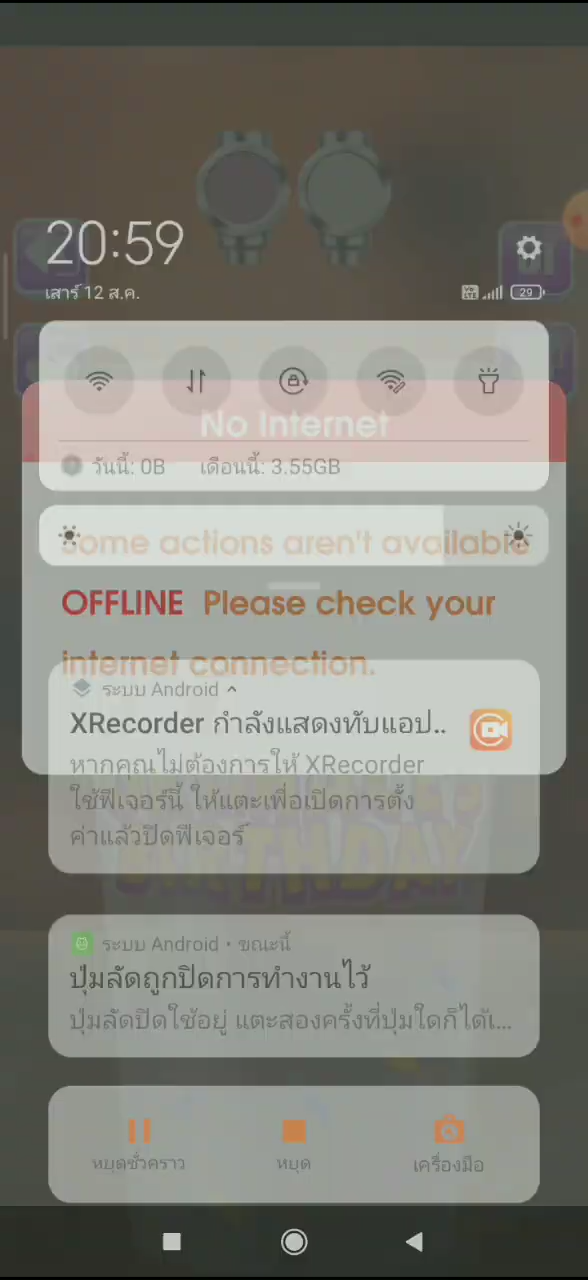 20:59
เสาร์ 12 ส.ค.
29
No Internet
วันนี้: 0B เดือนนี้: 3.55GB
Some actions aren't available
OFFLINE Please check your
internet connection.
ระบบ Android
XRecorder กำลังแสดงทับแอป..
หากคุณไม่ต้องการให้ XRecorder
ใช้ฟีเจอร์นี้ ให้แตะเพื่อเปิดการตั้ง
ค่าแล้วปิดฟีเจอร์
BIRTHDAY
ระบบ Android • ขณะนี้
ปุ่มลัดถูกปิดการทำงานไว้
ปุ่มลัดปิดใช้อยู่ แตะสองครั้งที่ปุ่มใดก็ได้เ...
หยุดชั่วคราว
หยุด
เครื่องมือ